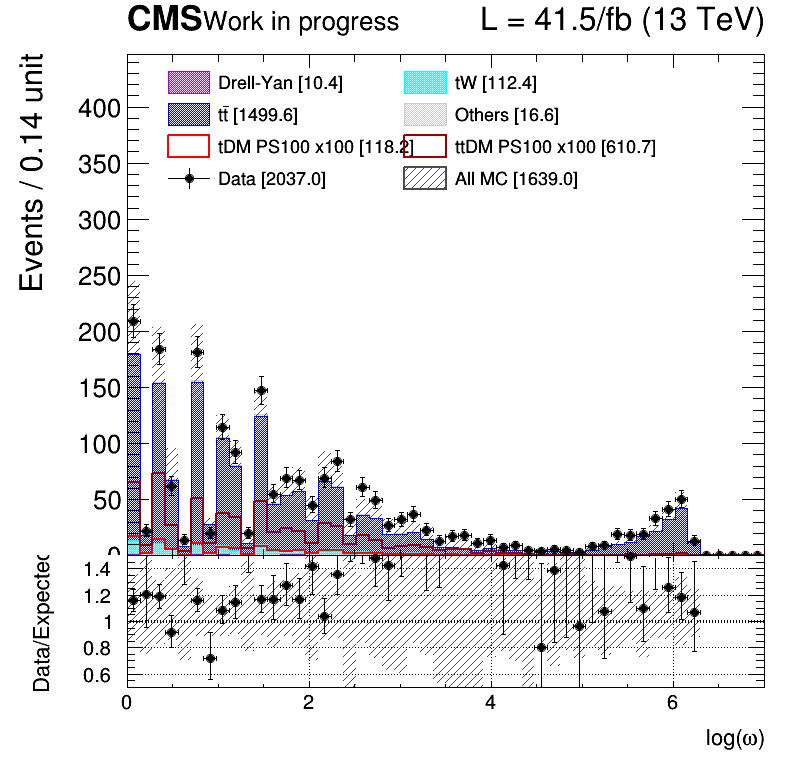 CMS Work in progress L = 41.5/fb (13 TeV)
Events / 0.14 unit
Drell-Yan [10.4] tW [112.4]
tt̄ [1499.6] Others [16.6]
tDM PS100 x100 [118.2] ttDM PS100 x100 [610.7]
Data [2037.0] All MC [1639.0]
400
350
300
250
200
150
100
50
0
Data/Expected
1.4
1.2
1
0.8
0.6
0 2 4 6
log(ω)